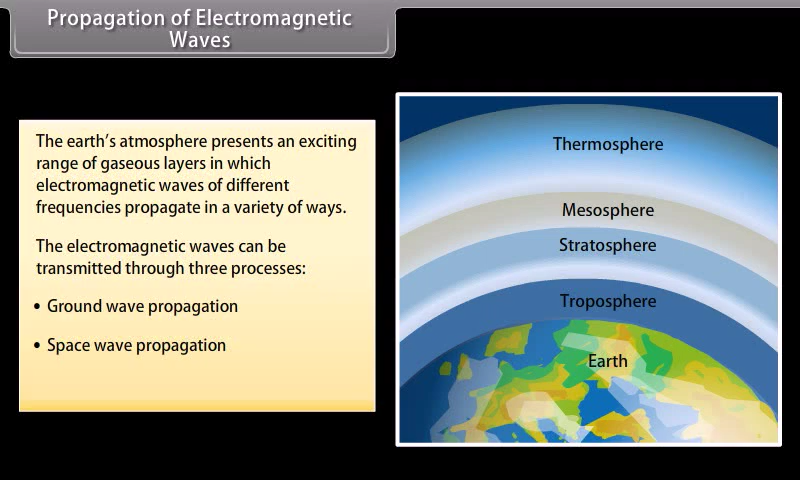 Propagation of Electromagnetic
Waves
The earth's atmosphere presents an exciting
range of gaseous layers in which
electromagnetic waves of different
frequencies propagate in a variety of ways.
The electromagnetic waves can be
transmitted through three processes:
• Ground wave propagation
• Space wave propagation
Thermosphere
Mesosphere
Stratosphere
Troposphere
Earth